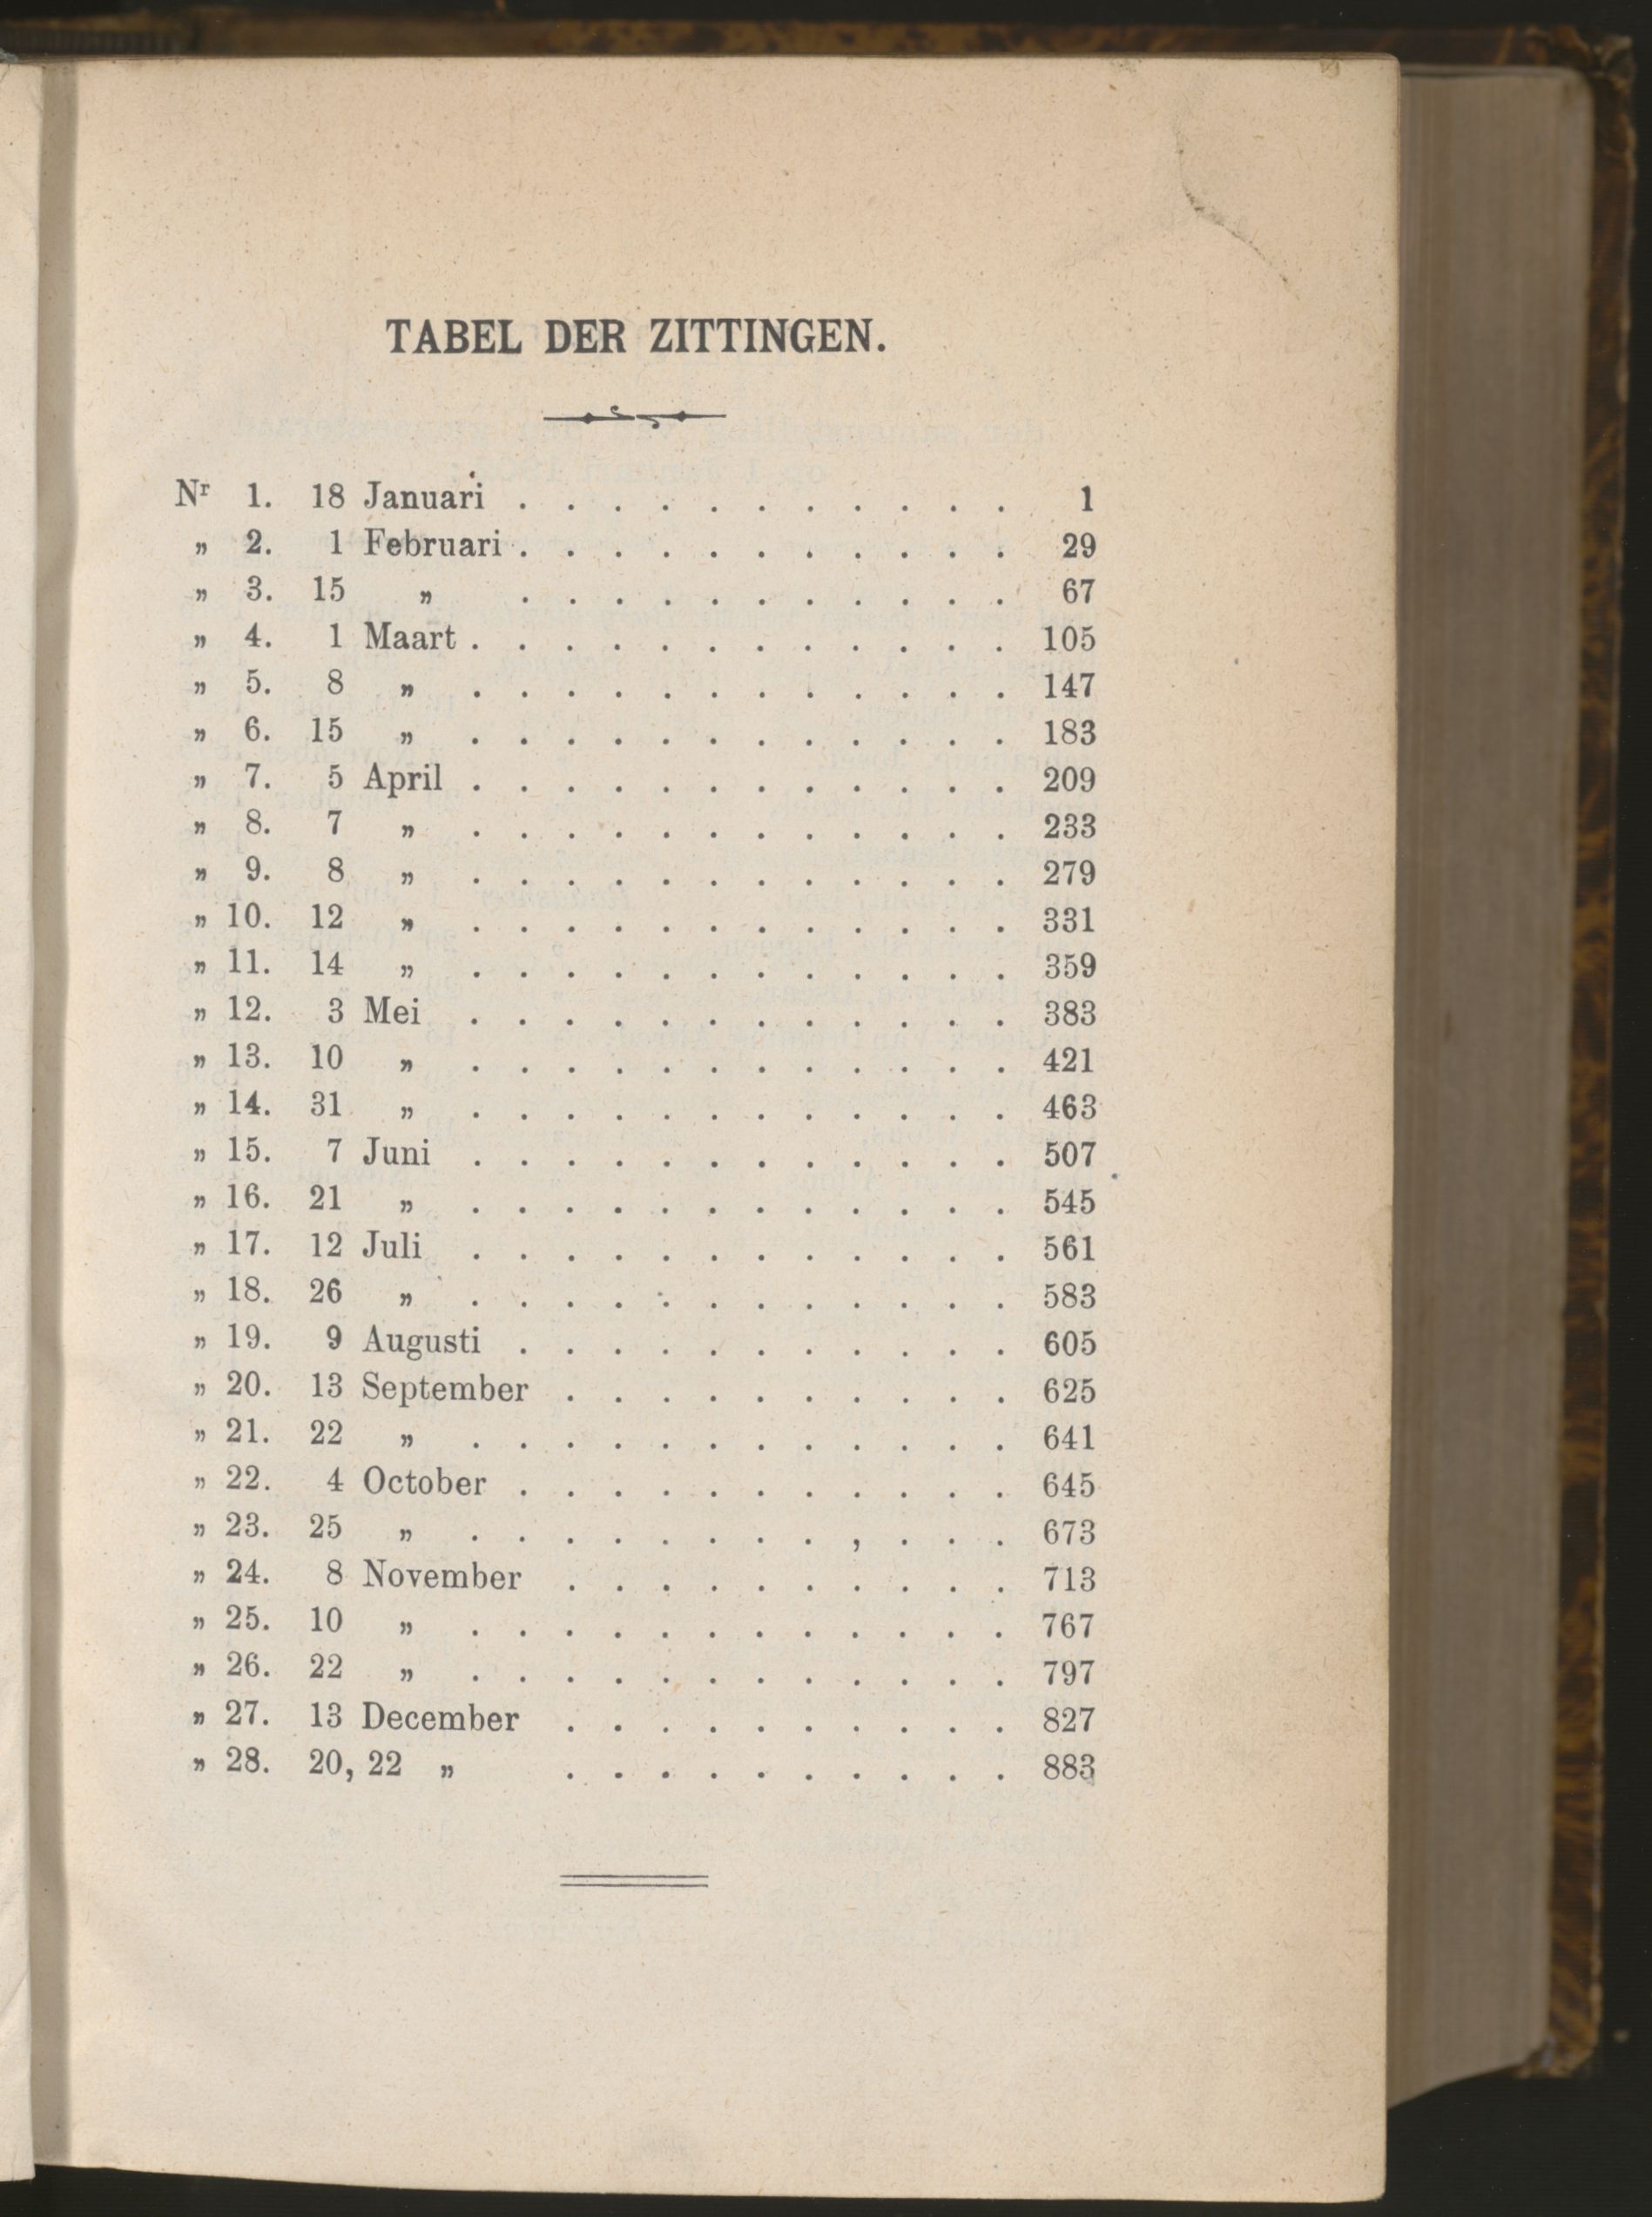 TABEL DER ZITTINGEN.
Nr 1. 18 Januari . . . . . . . . . . . 1
„ 2. 1 Februari . . . . . . . . . . . 29
„ 3. 15 „ . . . . . . . . . . . 67
„ 4. 1 Maart . . . . . . . . . . . . 105
„ 5. 8 „ . . . . . . . . . . . . 147
„ 6. 15 „ . . . . . . . . . . . . 183
„ 7. 5 April . . . . . . . . . . . . 209
„ 8. 7 „ . . . . . . . . . . . . 233
„ 9. 8 „ . . . . . . . . . . . . 279
„ 10. 12 „ . . . . . . . . . . . . 331
„ 11. 14 „ . . . . . . . . . . . . 359
„ 12. 3 Mei . . . . . . . . . . . . 383
„ 13. 10 „ . . . . . . . . . . . . 421
„ 14. 31 „ . . . . . . . . . . . . 463
„ 15. 7 Juni . . . . . . . . . . . . 507
„ 16. 21 „ . . . . . . . . . . . . 545
„ 17. 12 Juli . . . . . . . . . . . . 561
„ 18. 26 „ . . . . . . . . . . . . 583
„ 19. 9 Augusti . . . . . . . . . . . 605
„ 20. 13 September . . . . . . . . . . 625
„ 21. 22 „ . . . . . . . . . . . . 641
„ 22. 4 October . . . . . . . . . . . 645
„ 23. 25 „ . . . . . . . . , . . . 673
„ 24. 8 November . . . . . . . . . . 713
„ 25. 10 „ . . . . . . . . . . . . 767
„ 26. 22 „ . . . . . . . . . . . . 797
„ 27. 13 December . . . . . . . . . . 827
„ 28. 20, 22 „ . . . . . . . . . . 883